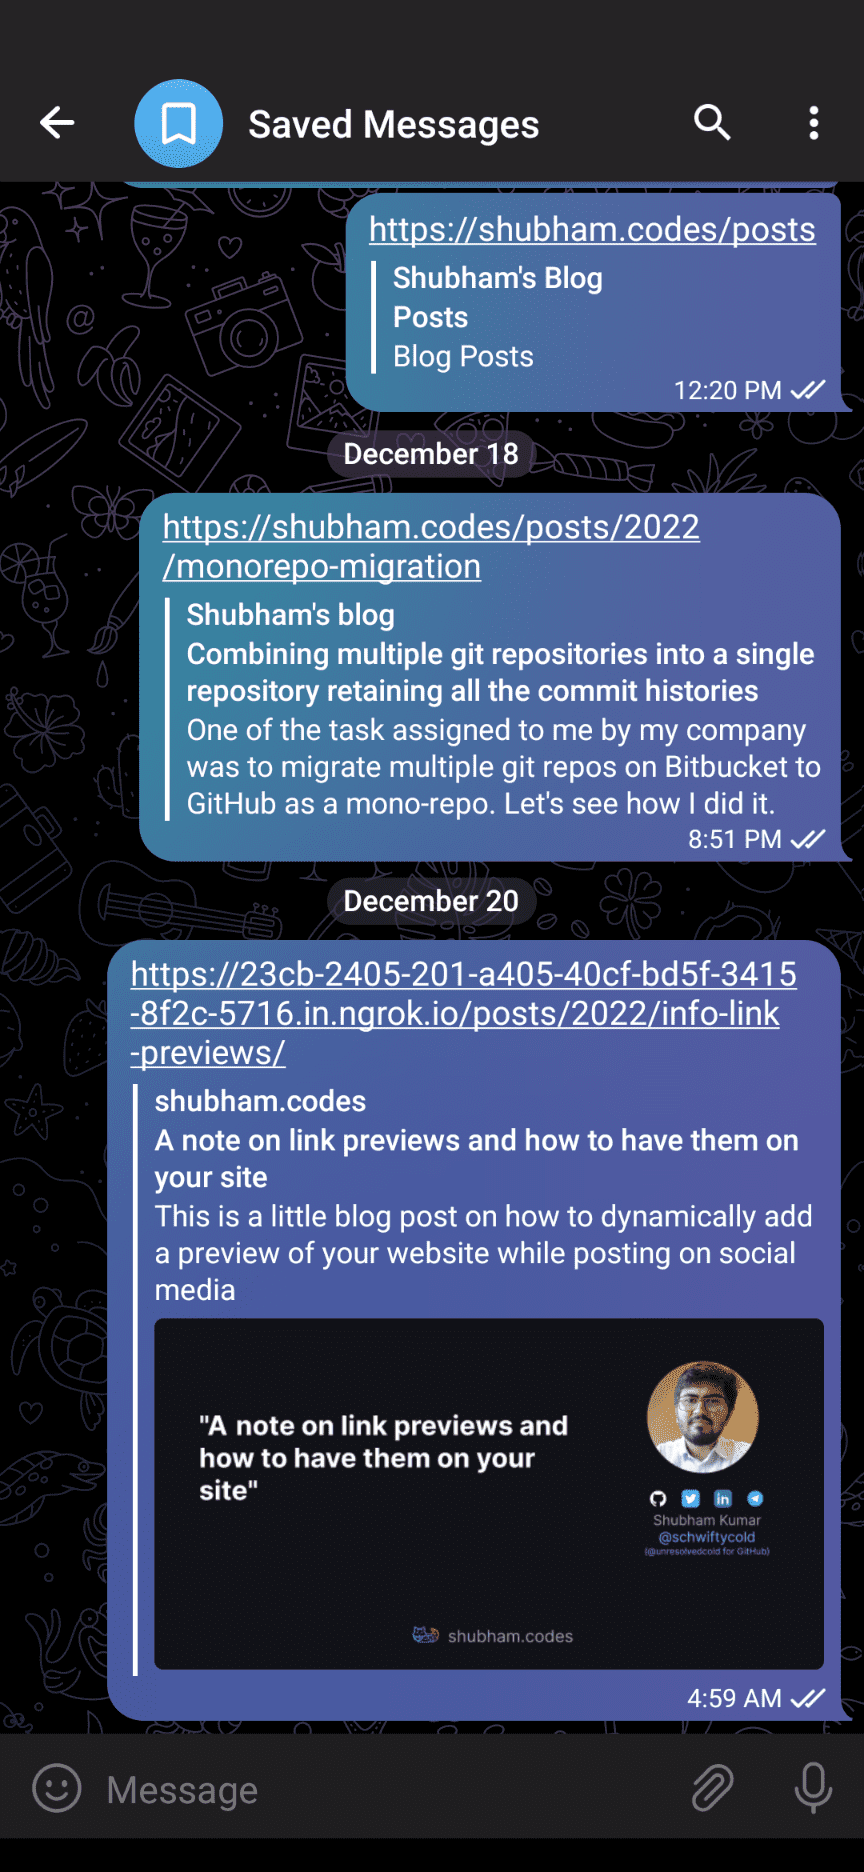 Saved Messages
https://shubham.codes/posts
Shubham's Blog
Posts
Blog Posts
12:20 PM
December 18
https://shubham.codes/posts/2022
/monorepo-migration
Shubham's blog
Combining multiple git repositories into a single
repository retaining all the commit histories
One of the task assigned to me by my company
was to migrate multiple git repos on Bitbucket to
GitHub as a mono-repo. Let's see how I did it.
8:51 PM
December 20
https://23cb-2405-201-a405-40cf-bd5f-3415
-8f2c-5716.in.ngrok.io/posts/2022/info-link
-previews/
shubham.codes
A note on link previews and how to have them on
your site
This is a little blog post on how to dynamically add
a preview of your website while posting on social
media
"A note on link previews and
how to have them on your
site"
Shubham Kumar
@schwiftycold
(@unresolvedcold for GitHub)
shubham.codes
4:59 AM
Message